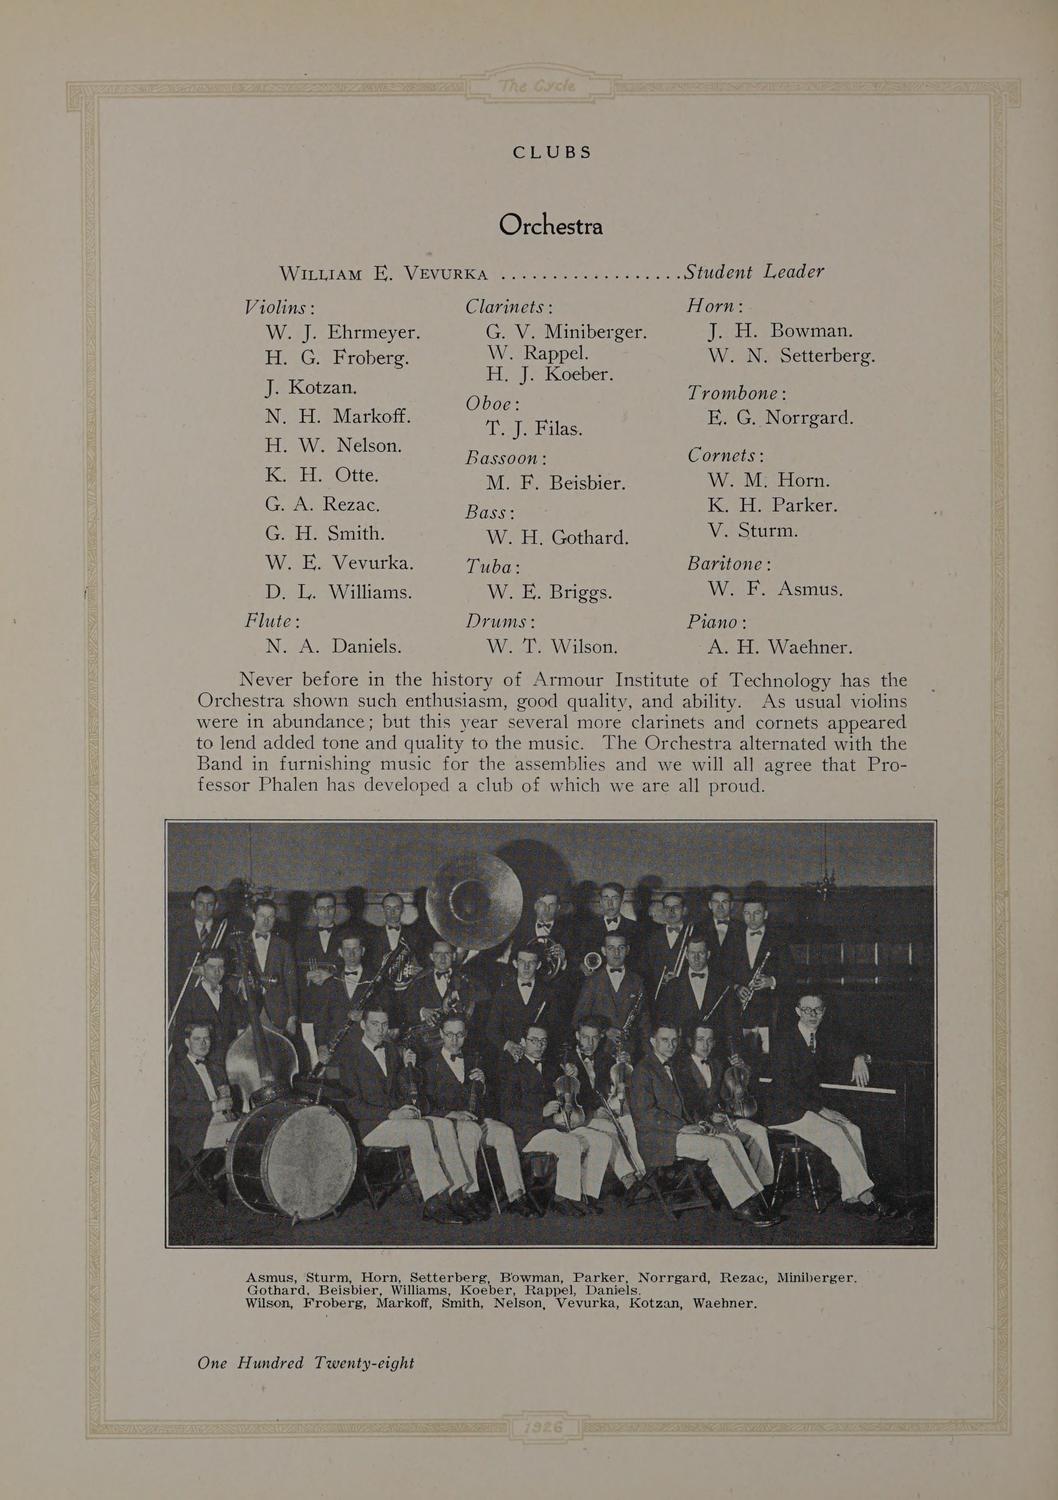 The Cycle
CLUBS
Orchestra
WILLIAM E. VEVURKA ..................Student Leader
Violins:
W. J. Ehrmeyer.
H. G. Froberg.
J. Kotzan.
N. H. Markoff.
H. W. Nelson.
K. H. Otte.
G. A. Rezac.
G. H. Smith.
W. E. Vevurka.
D. L. Williams.
Flute:
N. A. Daniels.
Clarinets:
G. V. Miniberger.
W. Rappel.
H. J. Koeber.
Oboe:
T. J. Filas.
Bassoon:
M. F. Beisbier.
Bass:
W. H. Gothard.
Tuba:
W. E. Briggs.
Drums:
W. T. Wilson.
Horn:
J. H. Bowman.
W. N. Setterberg.
Trombone:
E. G. Norrgard.
Cornets:
W. M. Horn.
K. H. Parker.
V. Sturm.
Baritone:
W. F. Asmus.
Piano:
A. H. Waehner.
Never before in the history of Armour Institute of Technology has the
Orchestra shown such enthusiasm, good quality, and ability. As usual violins
were in abundance; but this year several more clarinets and cornets appeared
to lend added tone and quality to the music. The Orchestra alternated with the
Band in furnishing music for the assemblies and we will all agree that Pro-
fessor Phalen has developed a club of which we are all proud.
Asmus, Sturm, Horn, Setterberg, Bowman, Parker, Norrgard, Rezac, Miniberger.
Gothard, Beisbier, Williams, Koeber, Rappel, Daniels.
Wilson, Froberg, Markoff, Smith, Nelson, Vevurka, Kotzan, Waehner.
One Hundred Twenty-eight
1926